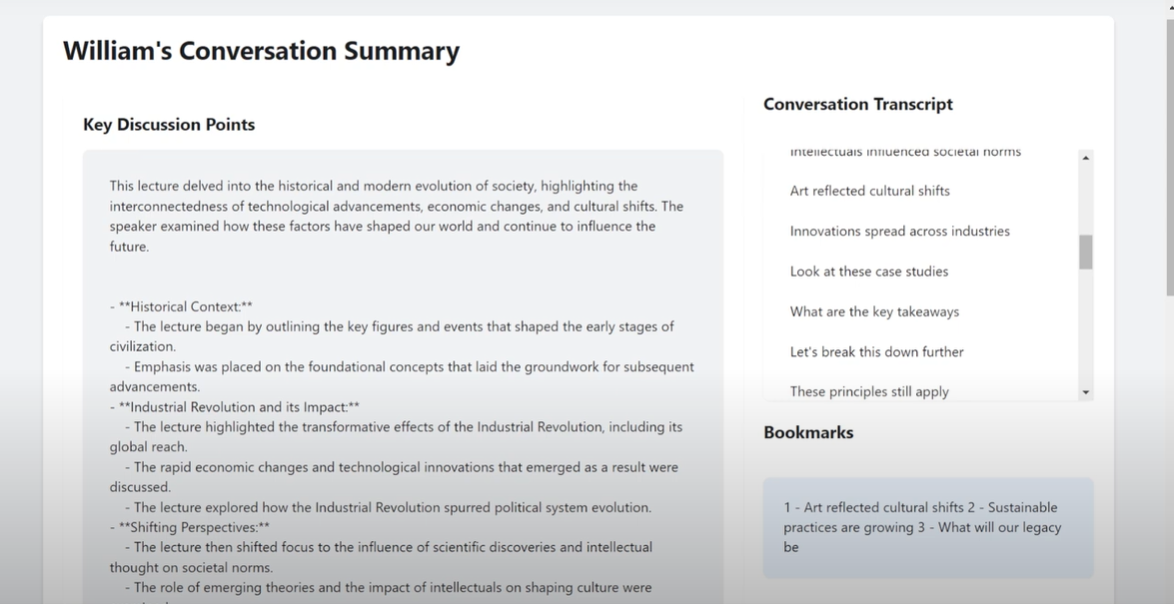 William's Conversation Summary
Key Discussion Points
This lecture delved into the historical and modern evolution of society, highlighting the
interconnectedness of technological advancements, economic changes, and cultural shifts. The
speaker examined how these factors have shaped our world and continue to influence the
future.
- **Historical Context:**
- The lecture began by outlining the key figures and events that shaped the early stages of
civilization.
- Emphasis was placed on the foundational concepts that laid the groundwork for subsequent
advancements.
- **Industrial Revolution and its Impact:**
- The lecture highlighted the transformative effects of the Industrial Revolution, including its
global reach.
- The rapid economic changes and technological innovations that emerged as a result were
discussed.
- The lecture explored how the Industrial Revolution spurred political system evolution.
- **Shifting Perspectives:**
- The lecture then shifted focus to the influence of scientific discoveries and intellectual
thought on societal norms.
- The role of emerging theories and the impact of intellectuals on shaping culture were
Conversation Transcript
Intellectuals influenced societal norms
Art reflected cultural shifts
Innovations spread across industries
Look at these case studies
What are the key takeaways
Let's break this down further
These principles still apply
Bookmarks
1 - Art reflected cultural shifts 2 - Sustainable
practices are growing 3 - What will our legacy
be